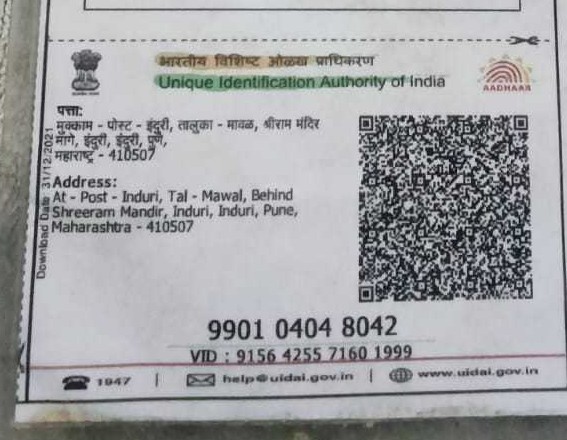 भारतीय विशिष्ट ओळख प्राधिकरण
Unique Identification Authority of India
AADHAAR
पत्ता:
मुक्काम - पोस्ट - इंदुरी, तालुका - मावळ, श्रीराम मंदिर
मागे, इंदुरी, इंदुरी, पुणे,
महाराष्ट्र - 410507
Address:
At - Post - Induri, Tal - Mawal, Behind
Shreeram Mandir, Induri, Induri, Pune,
Maharashtra - 410507
Download Date: 31/12/2021
9901 0404 8042
VID : 9156 4255 7160 1999
1947 | help@uidai.gov.in | www.uidai.gov.in